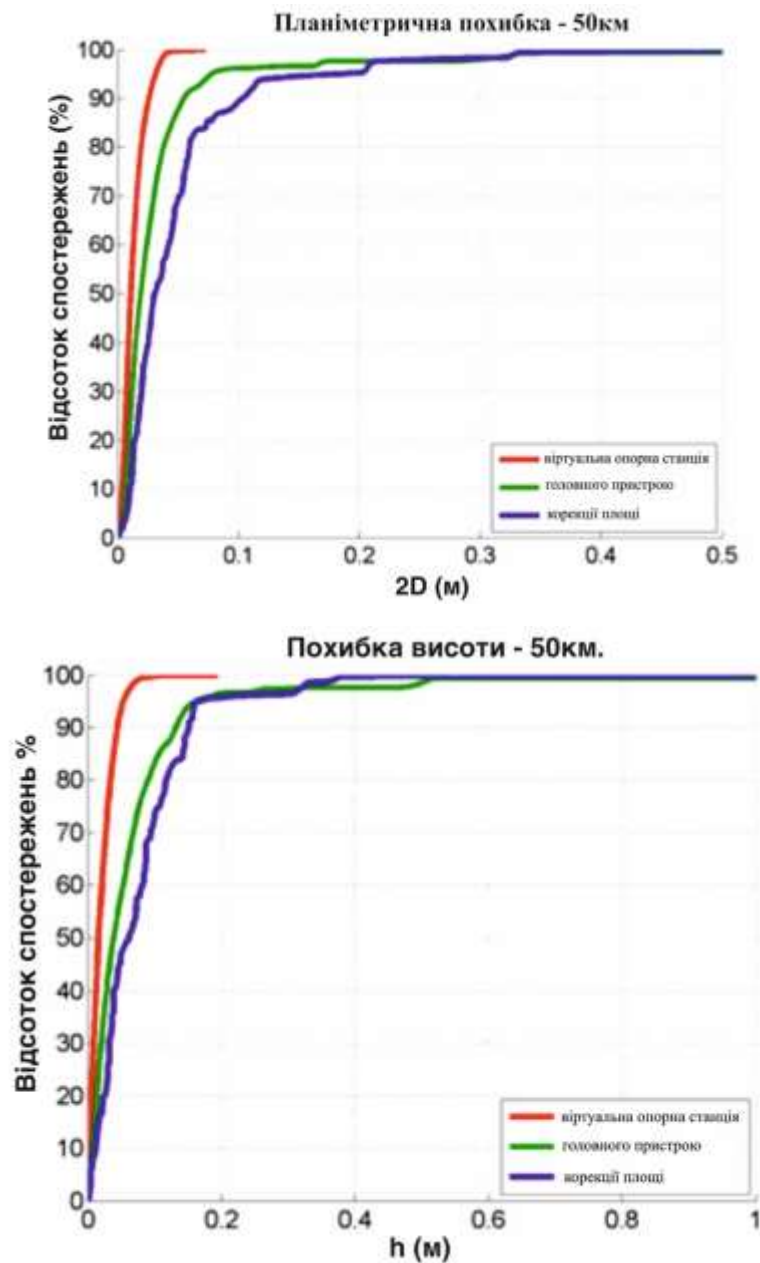 Планіметрична похибка - 50км
Відсоток спостережень (%)
100
90
80
70
60
50
40
30
20
10
0
0
0.1
0.2
0.3
0.4
0.5
віртуальна опорна станція
головного пристрою
корекції площі
2D (м)
Похибка висоти - 50км.
Відсоток спостережень %
100
90
80
70
60
50
40
30
20
10
0
0
0.2
0.4
0.6
0.8
1
віртуальна опорна станція
головного пристрою
корекції площі
h (м)